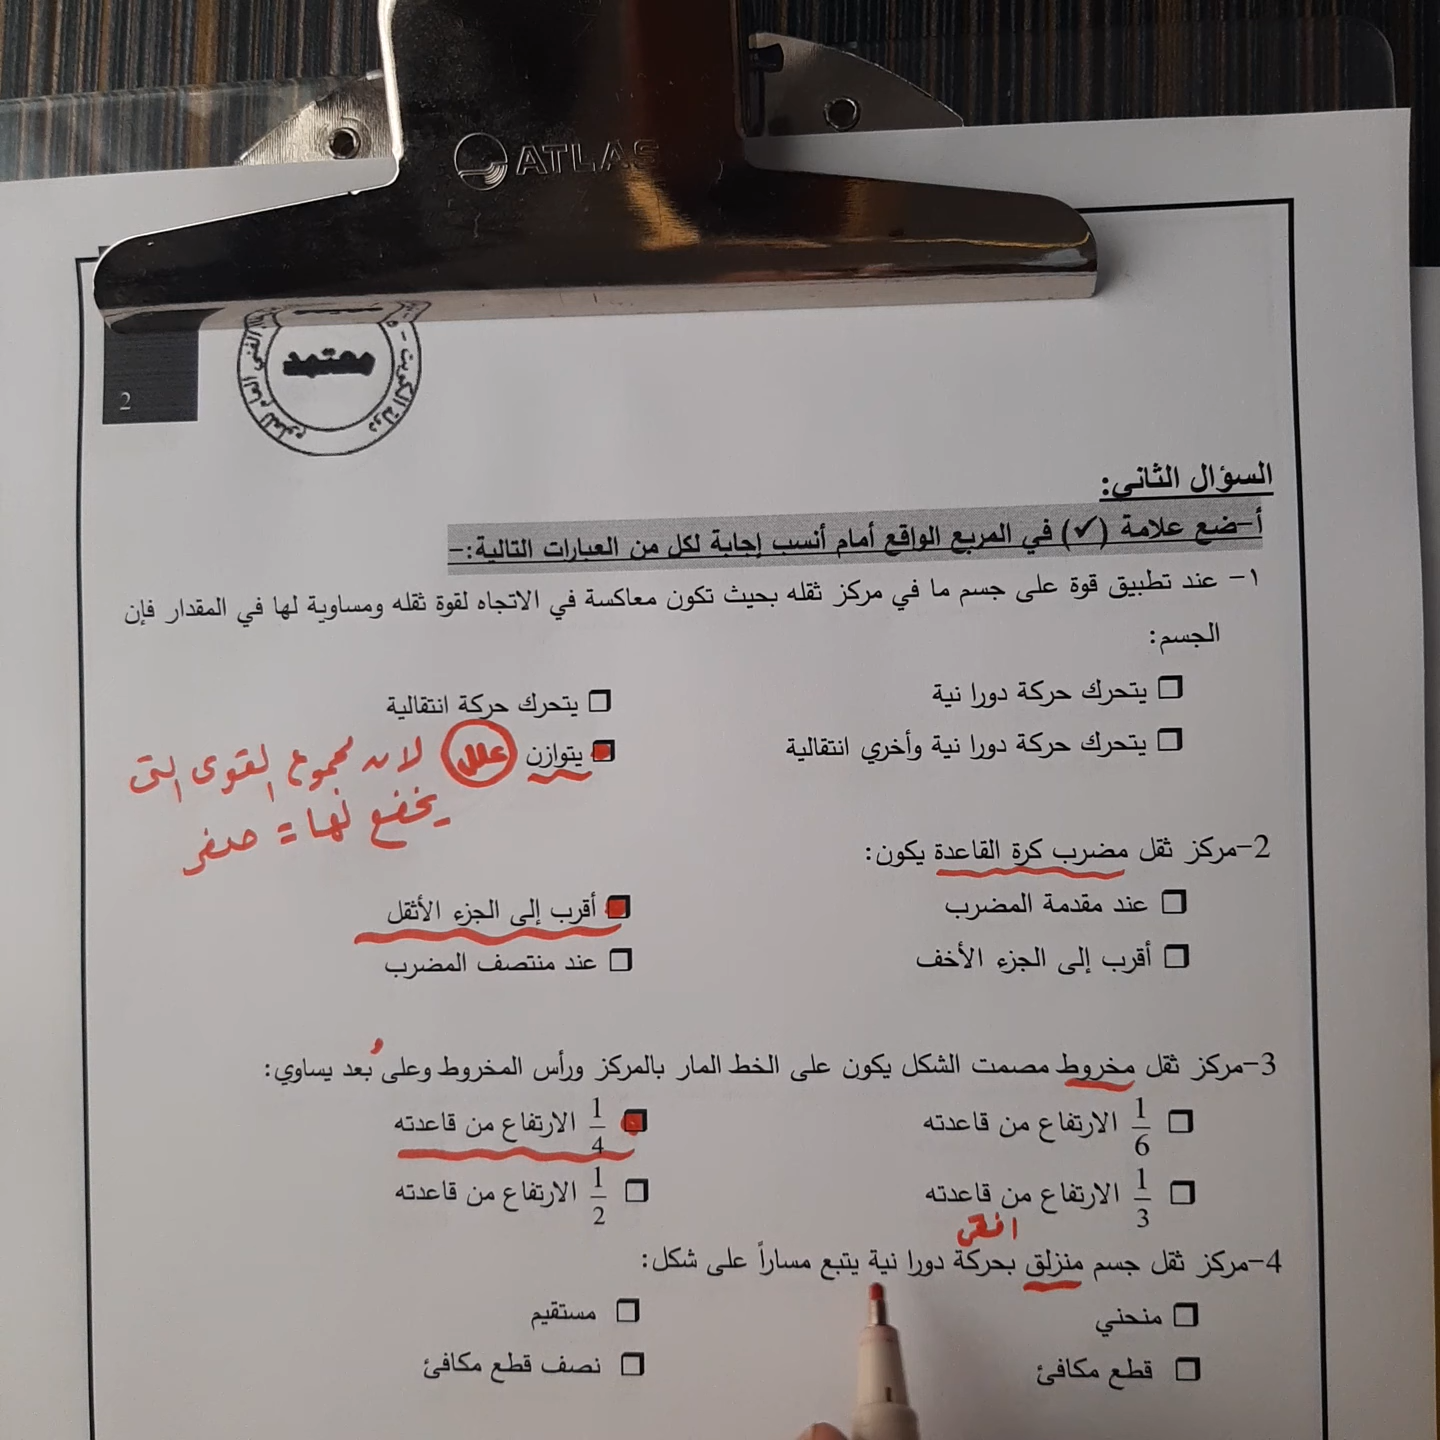 ATLAS
معتمد
دولة الكويت
2
السؤال الثاني:
أ-ضع علامة (✓) في المربع الواقع أمام أنسب إجابة لكل من العبارات التالية:-
١- عند تطبيق قوة على جسم ما في مركز ثقله بحيث تكون معاكسة في الاتجاه لقوة ثقله ومساوية لها في المقدار فإن
الجسم:
يتحرك حركة دورا نية
يتحرك حركة انتقالية
يتحرك حركة دورا نية وأخري انتقالية
يتوازن علل لان مجموع القوى التى
يخضع لها = صفر
2-مركز ثقل مضرب كرة القاعدة يكون:
عند مقدمة المضرب
أقرب إلى الجزء الأثقل
أقرب إلى الجزء الأخف
عند منتصف المضرب
3-مركز ثقل مخروط مصمت الشكل يكون على الخط المار بالمركز ورأس المخروط وعلى بُعد يساوي:
1/6 الارتفاع من قاعدته
1/4 الارتفاع من قاعدته
1/3 الارتفاع من قاعدته
1/2 الارتفاع من قاعدته
افقى
4-مركز ثقل جسم منزلق بحركة دورا نية يتبع مساراً على شكل:
منحني
مستقيم
قطع مكافئ
نصف قطع مكافئ